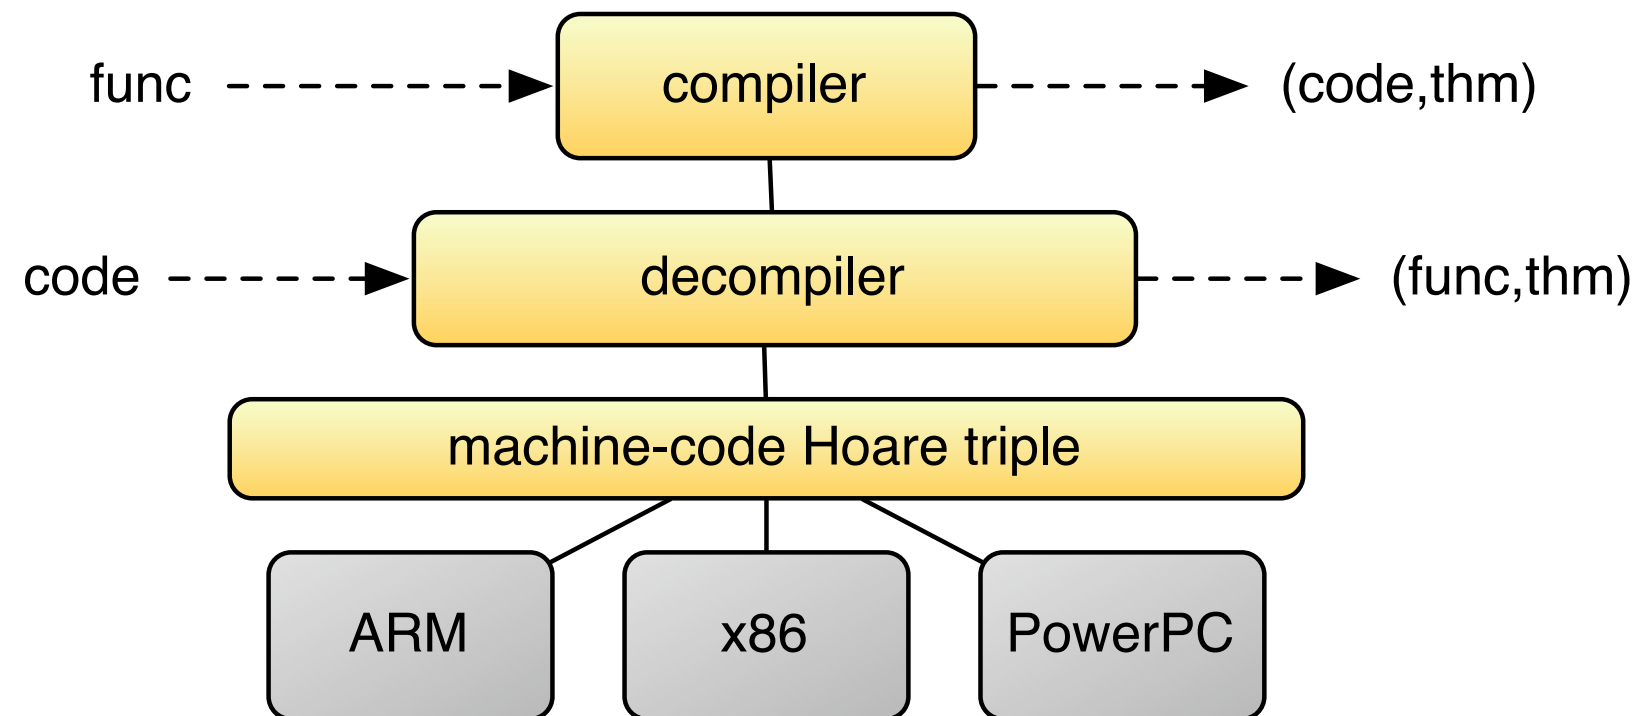 func compiler (code,thm)
code decompiler (func,thm)
machine-code Hoare triple
ARM x86 PowerPC